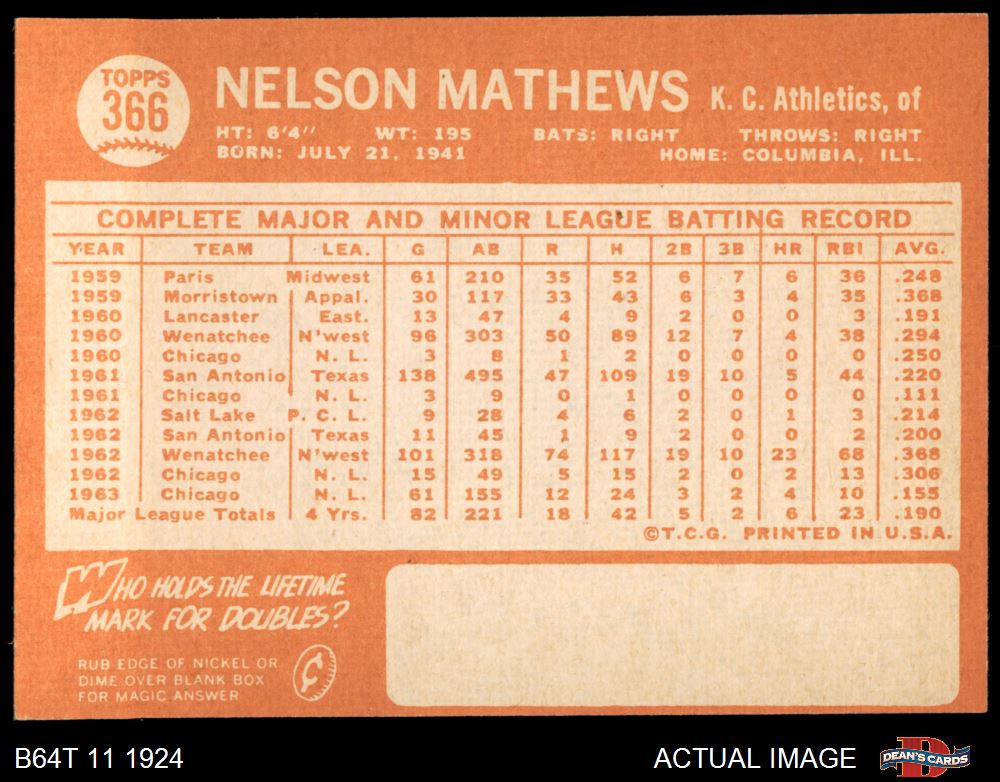 TOPPS
366
NELSON MATHEWS K. C. Athletics, of
HT: 6'4" WT: 195 BATS: RIGHT THROWS: RIGHT
BORN: JULY 21, 1941 HOME: COLUMBIA, ILL.
COMPLETE MAJOR AND MINOR LEAGUE BATTING RECORD
YEAR TEAM LEA. G AB R H 2B 3B HR RBI AVG.
1959 Paris Midwest 61 210 35 52 6 7 6 36 .248
1959 Morristown Appal. 30 117 33 43 6 3 4 35 .368
1960 Lancaster East. 13 47 4 9 2 0 0 3 .191
1960 Wenatchee N'west 96 303 50 89 12 7 4 38 .294
1960 Chicago N. L. 3 8 1 2 0 0 0 0 .250
1961 San Antonio Texas 138 495 47 109 19 10 5 44 .220
1961 Chicago N. L. 3 9 0 1 0 0 0 0 .111
1962 Salt Lake P. C. L. 9 28 4 6 2 0 1 3 .214
1962 San Antonio Texas 11 45 1 9 2 0 0 2 .200
1962 Wenatchee N'west 101 318 74 117 19 10 23 68 .368
1962 Chicago N. L. 15 49 5 15 2 0 2 13 .306
1963 Chicago N. L. 61 155 12 24 3 2 4 10 .155
Major League Totals 4 Yrs. 82 221 18 42 5 2 6 23 .190
©T.C.G. PRINTED IN U.S.A.
WHO HOLDS THE LIFETIME
MARK FOR DOUBLES?
RUB EDGE OF NICKEL OR
DIME OVER BLANK BOX
FOR MAGIC ANSWER
¢
B64T 11 1924 ACTUAL IMAGE
D
DEAN'S CARDS